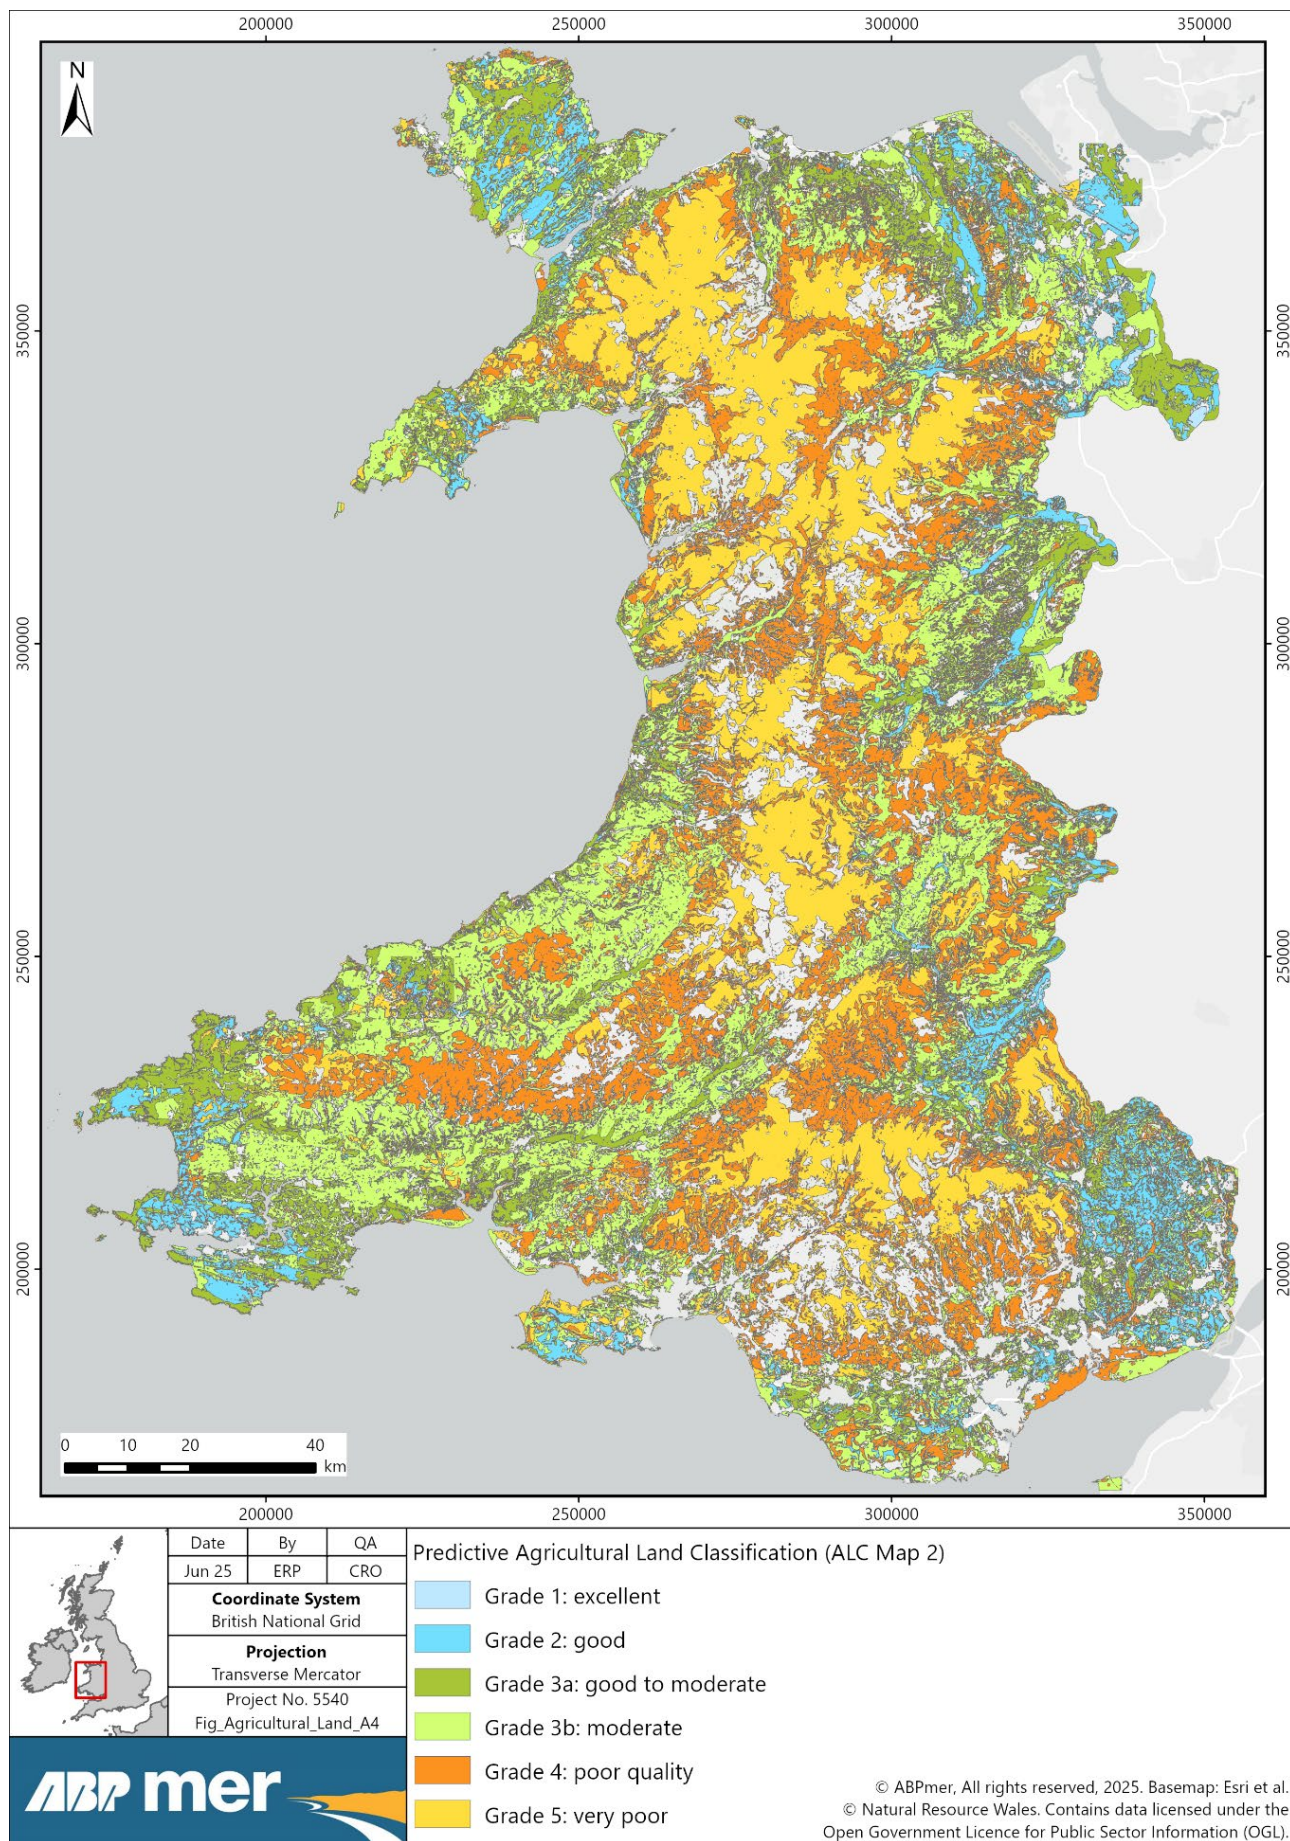 200000 250000 300000 350000
N
350000 350000
300000 300000
250000 250000
200000 200000
0 10 20 40
km
200000 250000 300000 350000
Date By QA
Jun 25 ERP CRO
Coordinate System
British National Grid
Projection
Transverse Mercator
Project No. 5540
Fig_Agricultural_Land_A4
ABPmer
Predictive Agricultural Land Classification (ALC Map 2)
Grade 1: excellent
Grade 2: good
Grade 3a: good to moderate
Grade 3b: moderate
Grade 4: poor quality
Grade 5: very poor
© ABPmer, All rights reserved, 2025. Basemap: Esri et al.
© Natural Resource Wales. Contains data licensed under the
Open Government Licence for Public Sector Information (OGL).